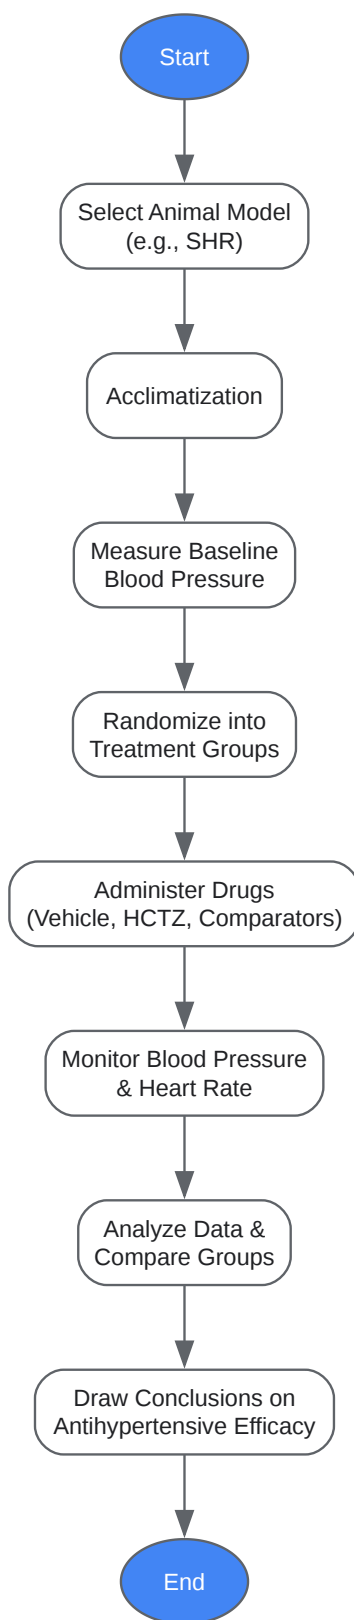 Start
Select Animal Model
(e.g., SHR)
Acclimatization
Measure Baseline
Blood Pressure
Randomize into
Treatment Groups
Administer Drugs
(Vehicle, HCTZ, Comparators)
Monitor Blood Pressure
& Heart Rate
Analyze Data &
Compare Groups
Draw Conclusions on
Antihypertensive Efficacy
End